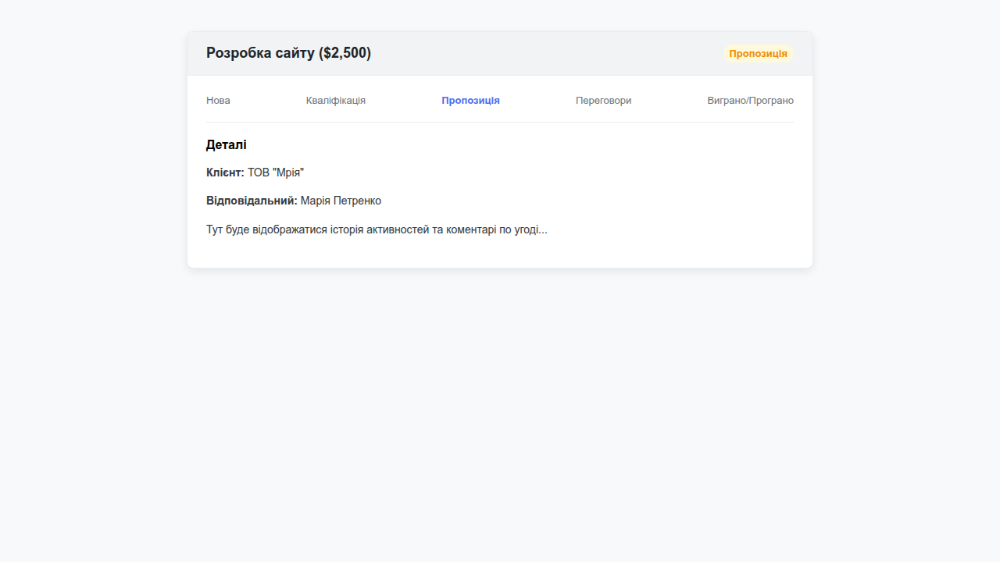 Розробка сайту ($2,500)
Пропозиція
Нова
Кваліфікація
Пропозиція
Переговори
Виграно/Програно
Деталі
Клієнт: ТОВ "Мрія"
Відповідальний: Марія Петренко
Тут буде відображатися історія активностей та коментарі по угоді...